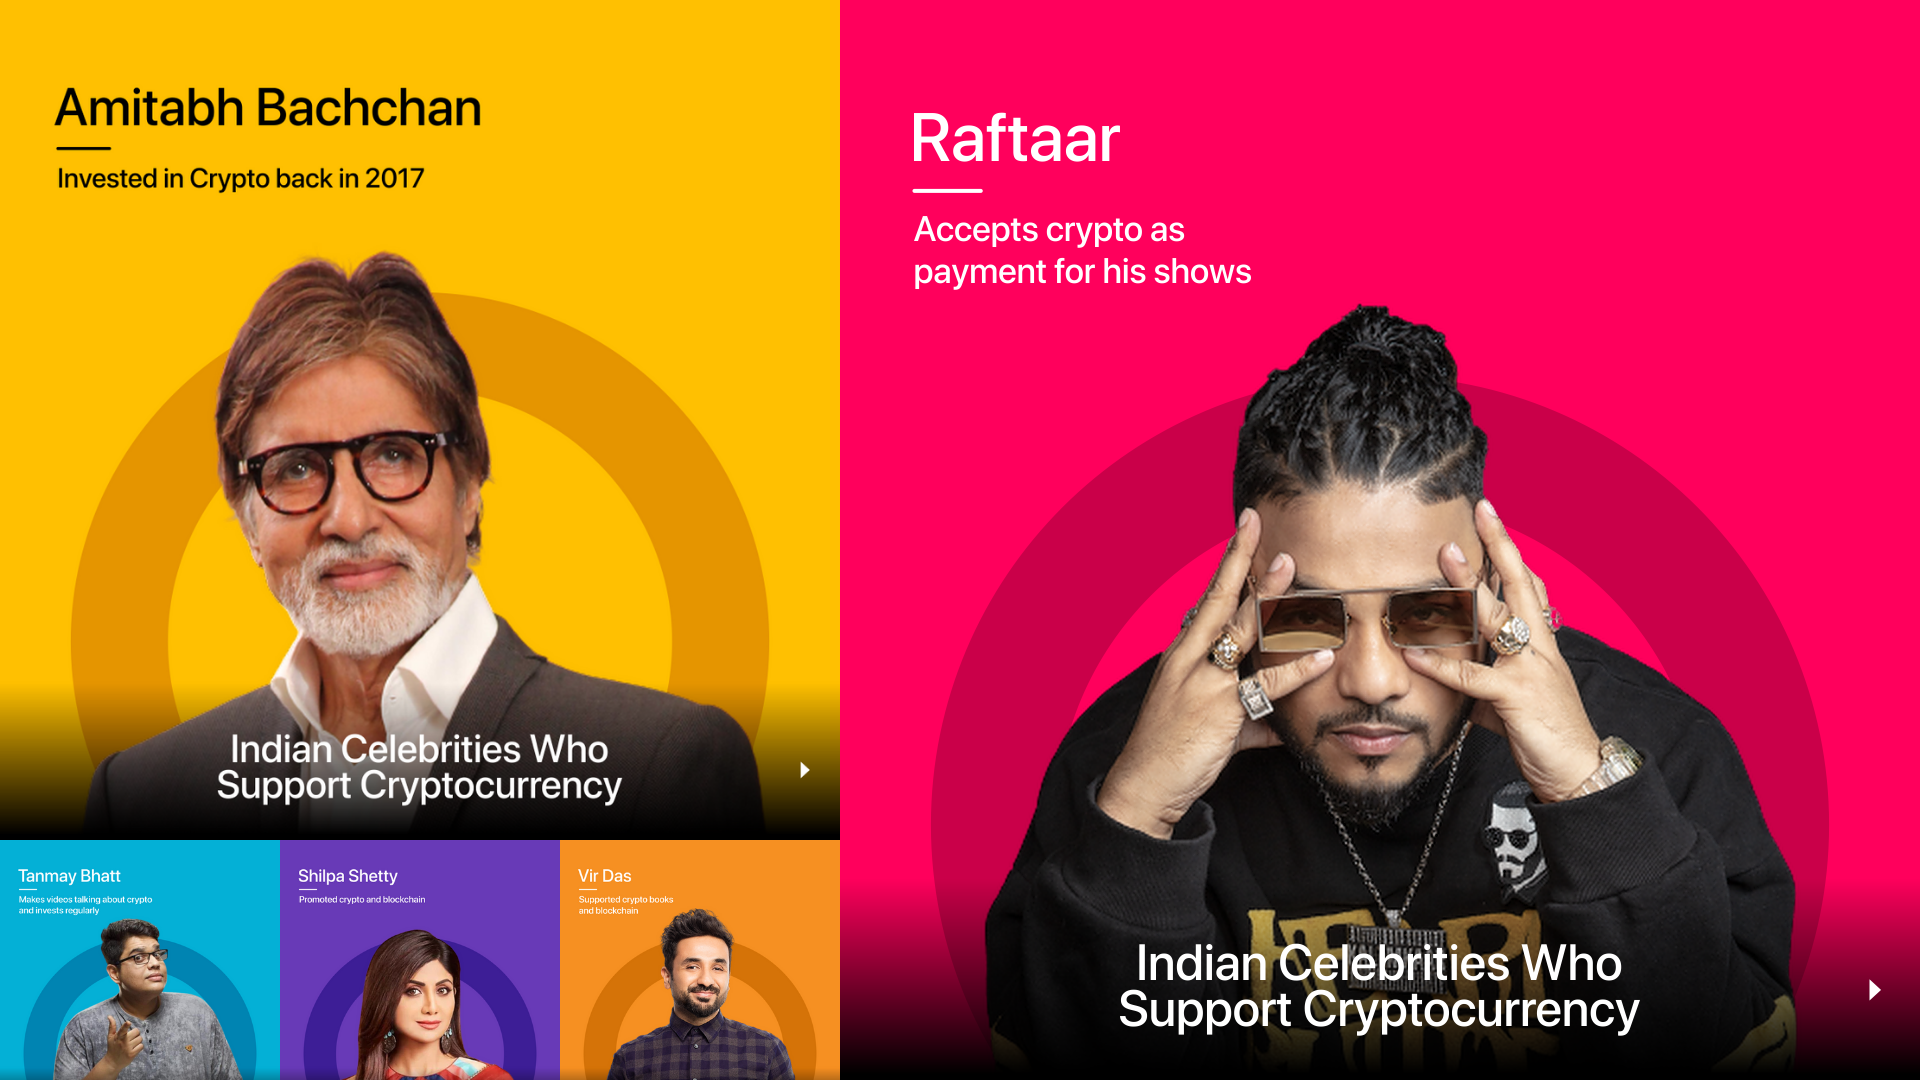 Amitabh Bachchan
Invested in Crypto back in 2017
Indian Celebrities Who
Support Cryptocurrency
Raftaar
Accepts crypto as
payment for his shows
Indian Celebrities Who
Support Cryptocurrency
Tanmay Bhatt
Makes videos talking about crypto
and invests regularly
Shilpa Shetty
Promoted crypto and blockchain
Vir Das
Supported crypto books
and blockchain